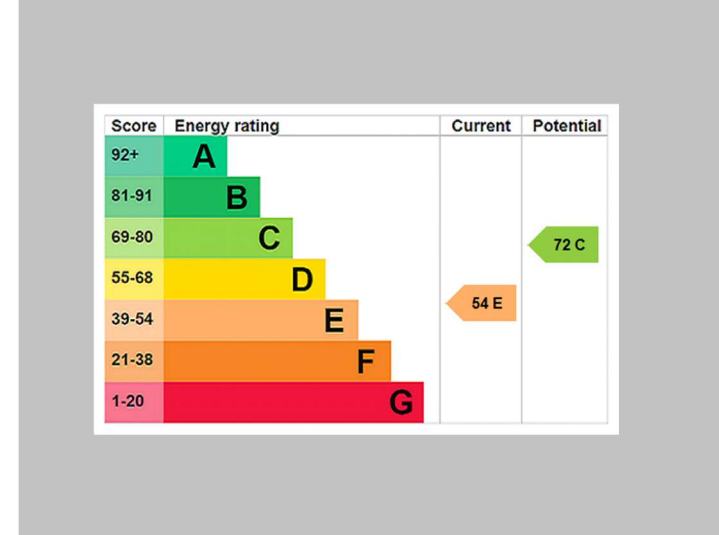 Score Energy rating Current Potential
92+ A
81-91 B
69-80 C 72 C
55-68 D
39-54 E 54 E
21-38 F
1-20 G